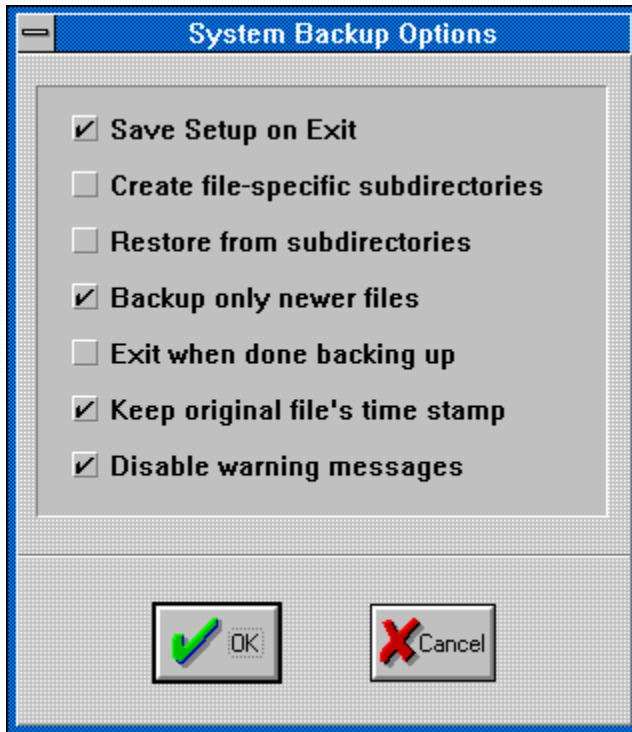 System Backup Options
Save Setup on Exit
Create file-specific subdirectories
Restore from subdirectories
Backup only newer files
Exit when done backing up
Keep original file's time stamp
Disable warning messages
OK
Cancel